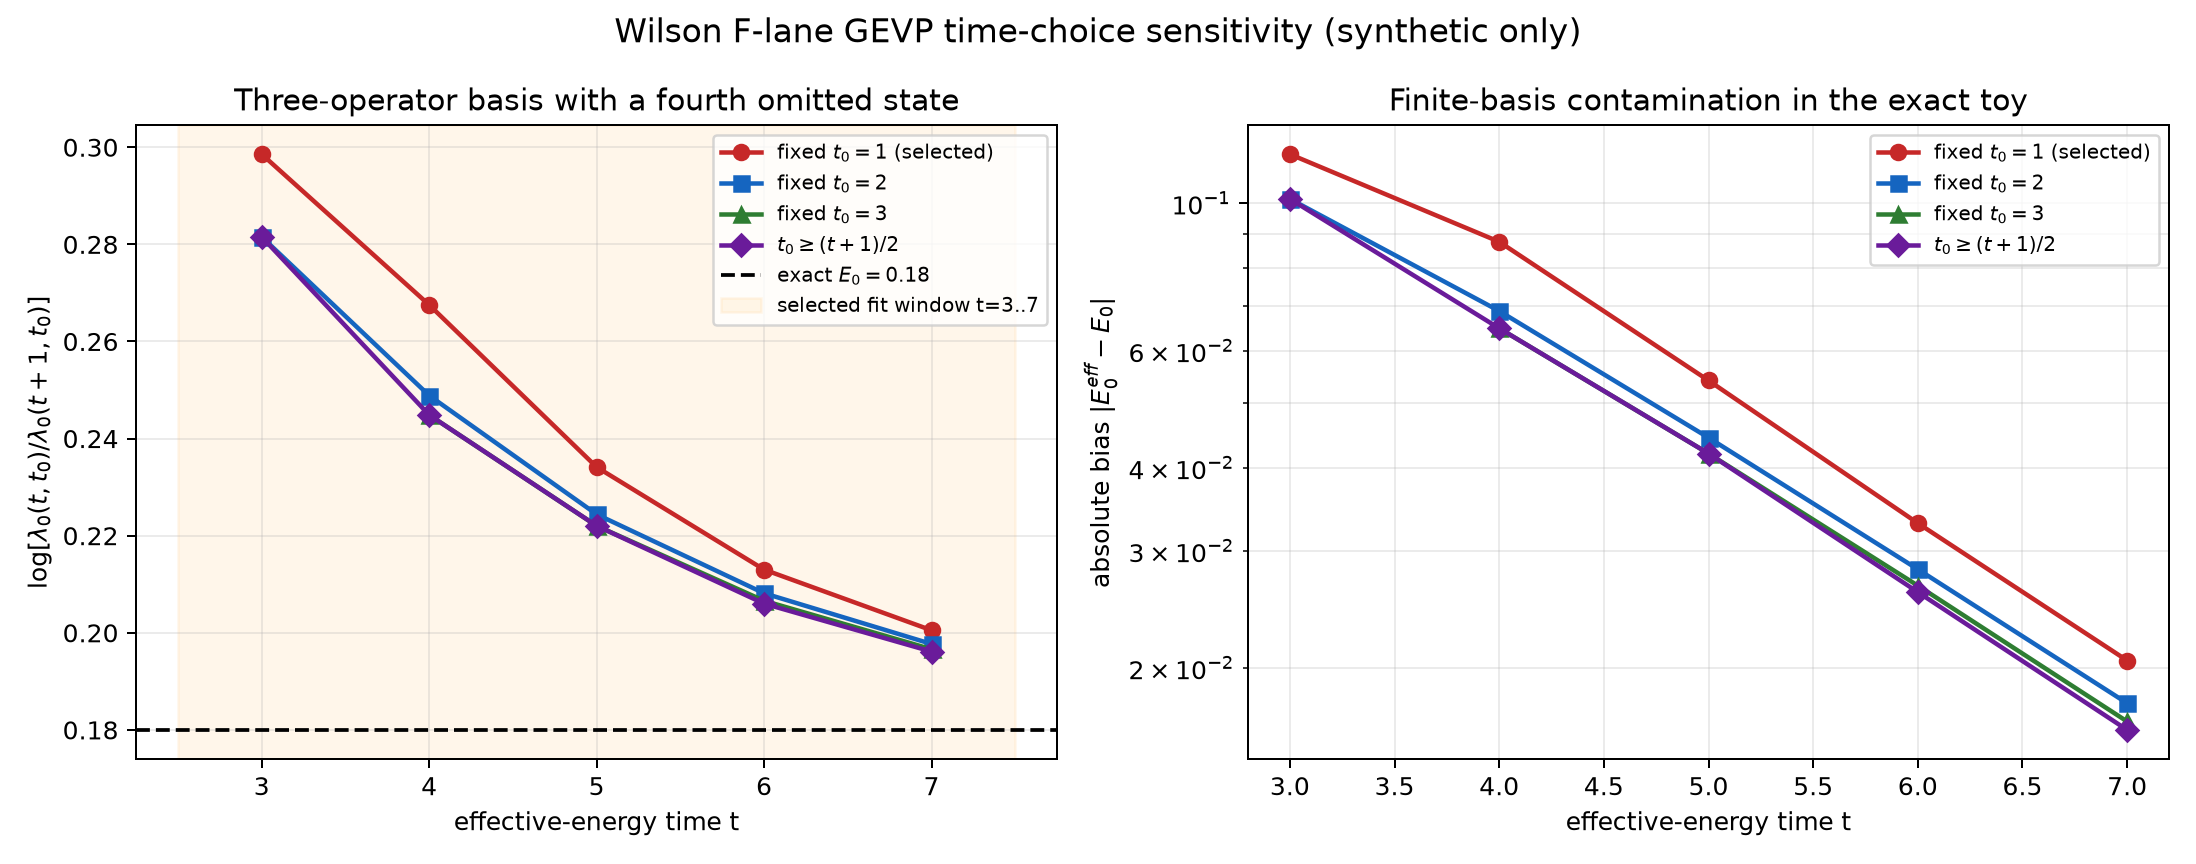 Wilson F-lane GEVP time-choice sensitivity (synthetic only)
Three-operator basis with a fourth omitted state
log[λ₀(t, t₀)/λ₀(t + 1, t₀)]
0.30
0.28
0.26
0.24
0.22
0.20
0.18
fixed t₀ = 1 (selected)
fixed t₀ = 2
fixed t₀ = 3
t₀ ≥ (t + 1)/2
exact E₀ = 0.18
selected fit window t=3..7
3 4 5 6 7
effective-energy time t
Finite-basis contamination in the exact toy
absolute bias |E₀ᵉᶠᶠ − E₀|
10⁻¹
6 × 10⁻²
4 × 10⁻²
3 × 10⁻²
2 × 10⁻²
fixed t₀ = 1 (selected)
fixed t₀ = 2
fixed t₀ = 3
t₀ ≥ (t + 1)/2
3.0 3.5 4.0 4.5 5.0 5.5 6.0 6.5 7.0
effective-energy time t